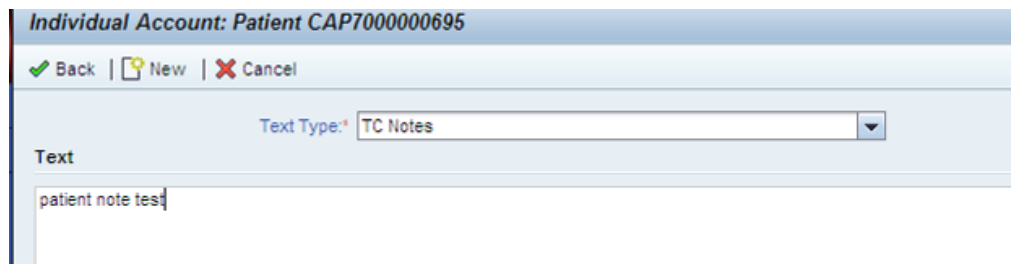 Individual Account: Patient CAP7000000695
Back | New | Cancel
Text Type:* TC Notes
Text
patient note test